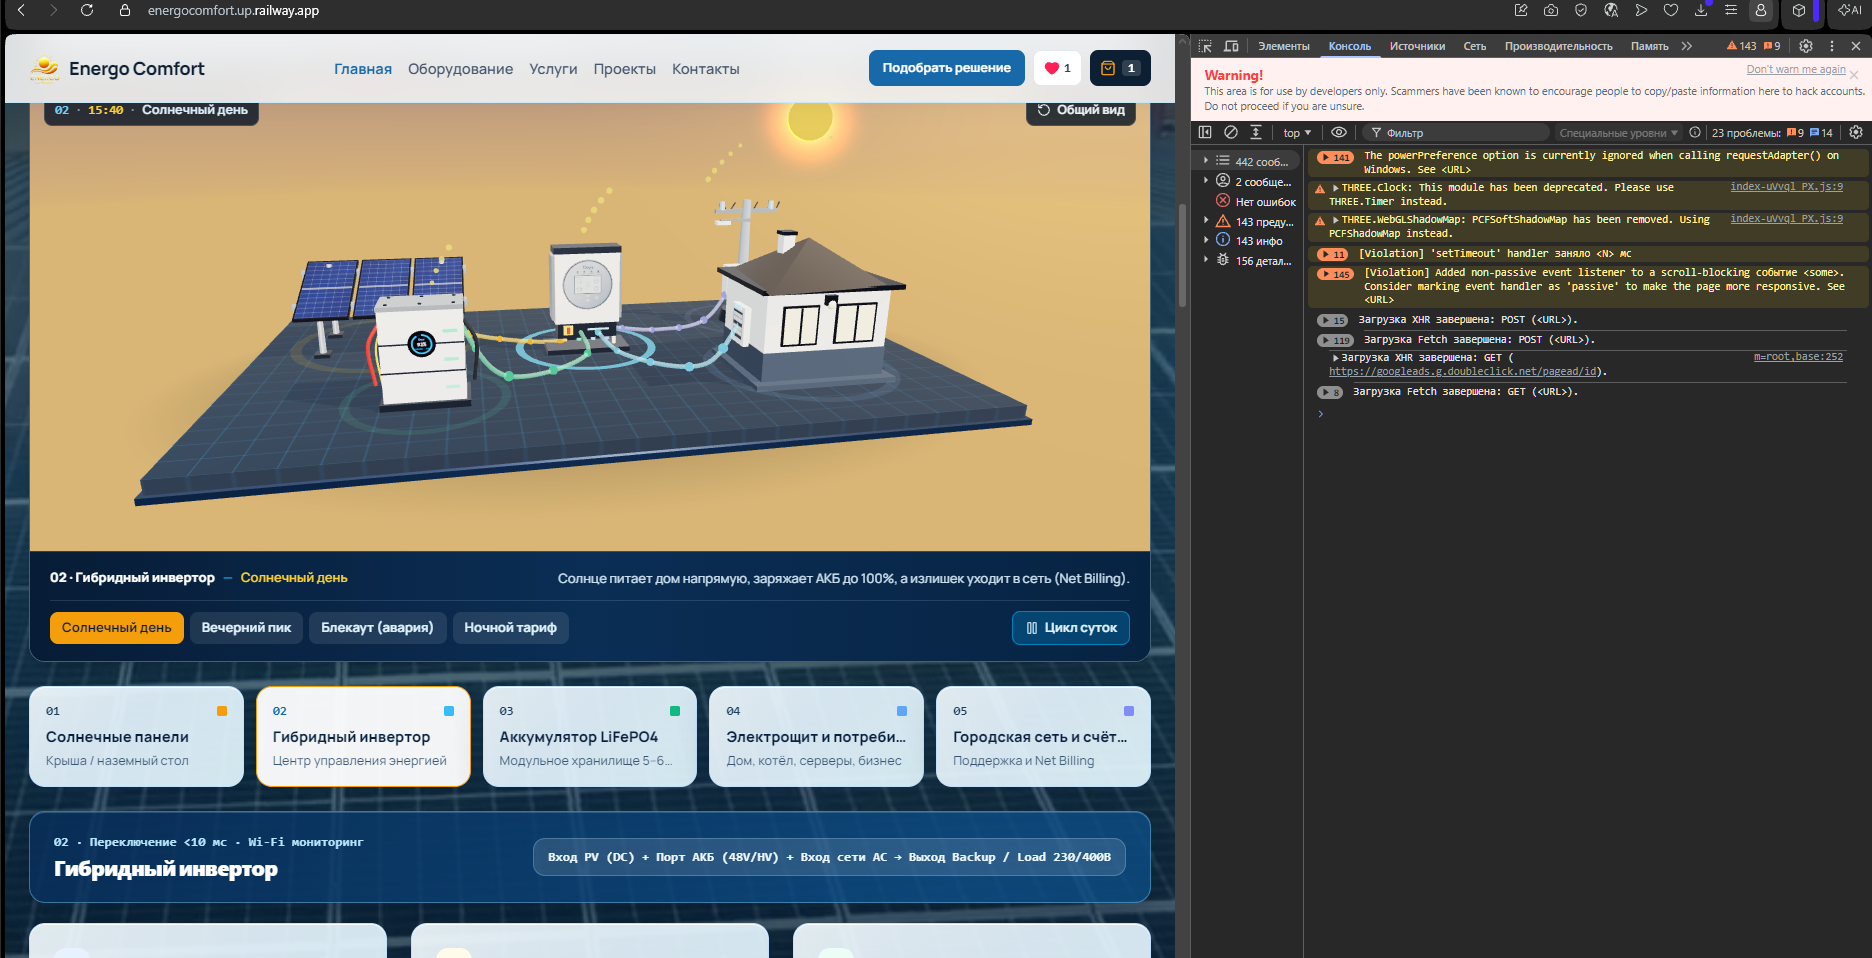 energocomfort.up.railway.app
AI
Energo Comfort
Главная
Оборудование
Услуги
Проекты
Контакты
Подобрать решение
1
1
02 · 15:40 · Солнечный день
Общий вид
02 · Гибридный инвертор — Солнечный день
Солнце питает дом напрямую, заряжает АКБ до 100%, а излишек уходит в сеть (Net Billing).
Солнечный день
Вечерний пик
Блекаут (авария)
Ночной тариф
Цикл суток
01
Солнечные панели
Крыша / наземный стол
02
Гибридный инвертор
Центр управления энергией
03
Аккумулятор LiFePO4
Модульное хранилище 5–6...
04
Электрощит и потреби...
Дом, котёл, серверы, бизнес
05
Городская сеть и счёт...
Поддержка и Net Billing
02 · Переключение <10 мс · Wi-Fi мониторинг
Гибридный инвертор
Вход PV (DC) + Порт АКБ (48V/HV) + Вход сети AC → Выход Backup / Load 230/400В
Элементы
Консоль
Источники
Сеть
Производительность
Память
143
9
Warning!
Don't warn me again
This area is for use by developers only. Scammers have been known to encourage people to copy/paste information here to hack accounts.
Do not proceed if you are unsure.
top
Фильтр
Специальные уровни
23 проблемы:
9
14
442 сооб...
2 сообще...
Нет ошибок
143 преду...
143 инфо
156 детал...
141 The powerPreference option is currently ignored when calling requestAdapter() on
Windows. See <URL>
THREE.Clock: This module has been deprecated. Please use
index-uVvql_PX.js:9
THREE.Timer instead.
THREE.WebGLShadowMap: PCFSoftShadowMap has been removed. Using
index-uVvql_PX.js:9
PCFShadowMap instead.
11 [Violation] 'setTimeout' handler заняло <N> мс
145 [Violation] Added non-passive event listener to a scroll-blocking событие <some>.
Consider marking event handler as 'passive' to make the page more responsive. See
<URL>
15 Загрузка XHR завершена: POST (<URL>).
119 Загрузка Fetch завершена: POST (<URL>).
Загрузка XHR завершена: GET (
m=root,base:252
https://googleads.g.doubleclick.net/pagead/id).
8 Загрузка Fetch завершена: GET (<URL>).